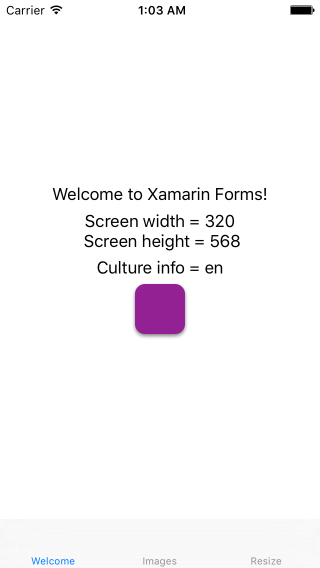 Carrier 1:03 AM
Welcome to Xamarin Forms!
Screen width = 320
Screen height = 568
Culture info = en
Welcome Images Resize